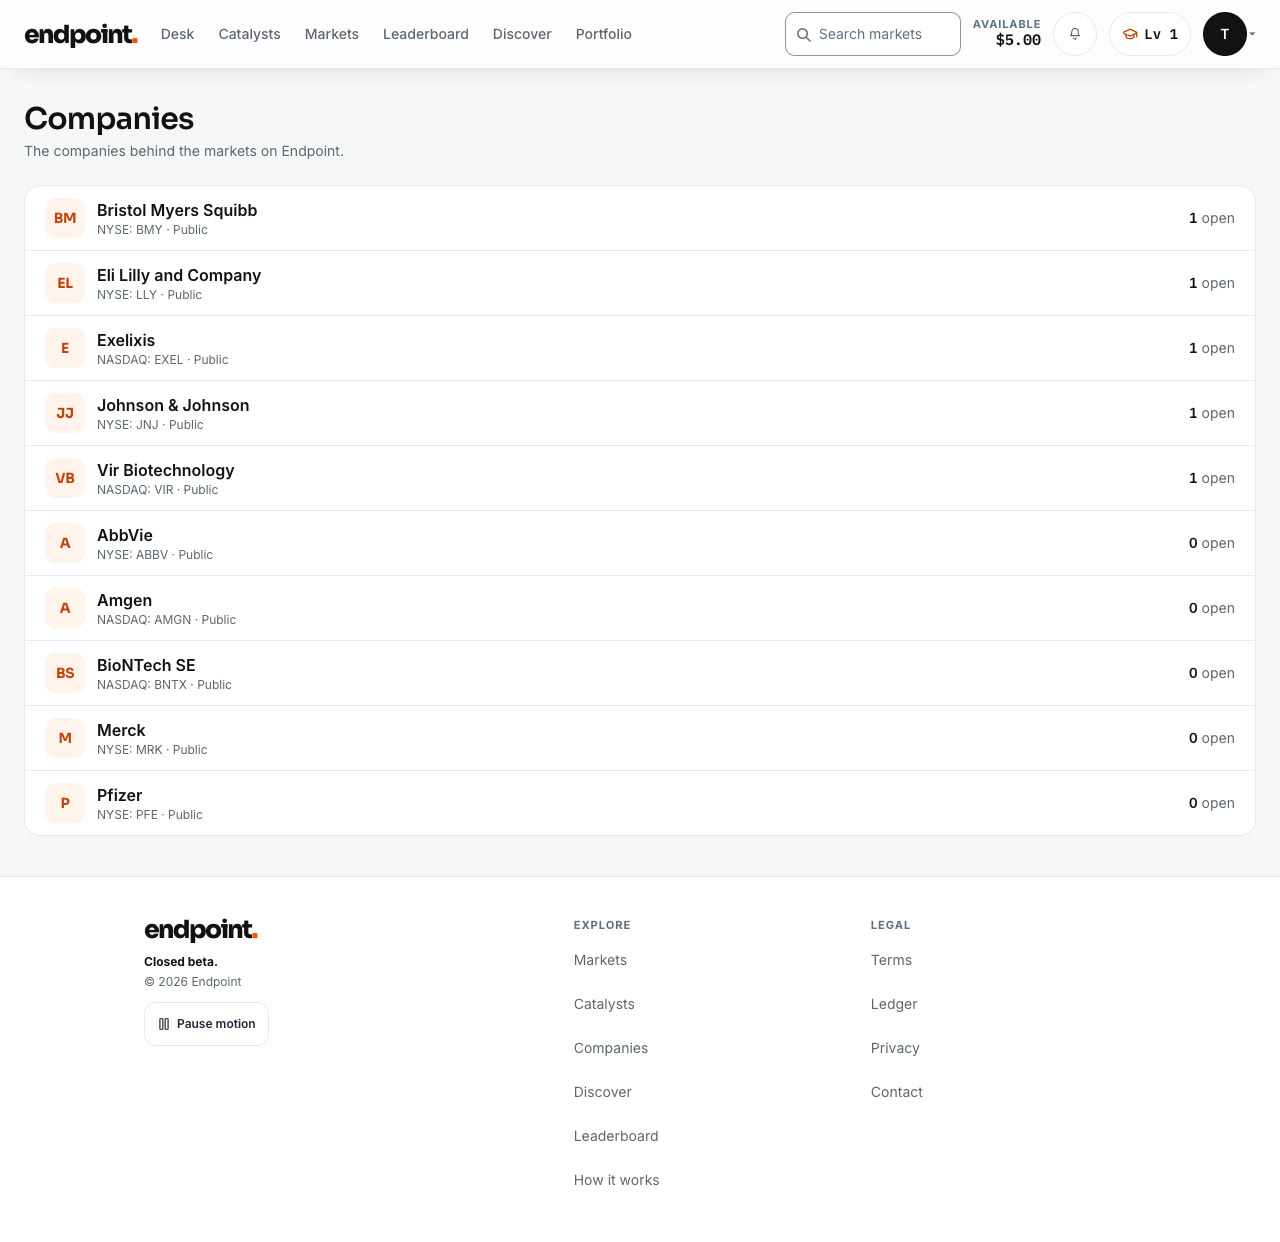 endpoint.
Desk Catalysts Markets Leaderboard Discover Portfolio
Search markets
AVAILABLE
$5.00
Lv 1
T
Companies
The companies behind the markets on Endpoint.
BM
Bristol Myers Squibb
NYSE: BMY · Public
1 open
EL
Eli Lilly and Company
NYSE: LLY · Public
1 open
E
Exelixis
NASDAQ: EXEL · Public
1 open
JJ
Johnson & Johnson
NYSE: JNJ · Public
1 open
VB
Vir Biotechnology
NASDAQ: VIR · Public
1 open
A
AbbVie
NYSE: ABBV · Public
0 open
A
Amgen
NASDAQ: AMGN · Public
0 open
BS
BioNTech SE
NASDAQ: BNTX · Public
0 open
M
Merck
NYSE: MRK · Public
0 open
P
Pfizer
NYSE: PFE · Public
0 open
endpoint.
Closed beta.
© 2026 Endpoint
Pause motion
EXPLORE
Markets
Catalysts
Companies
Discover
Leaderboard
How it works
LEGAL
Terms
Ledger
Privacy
Contact